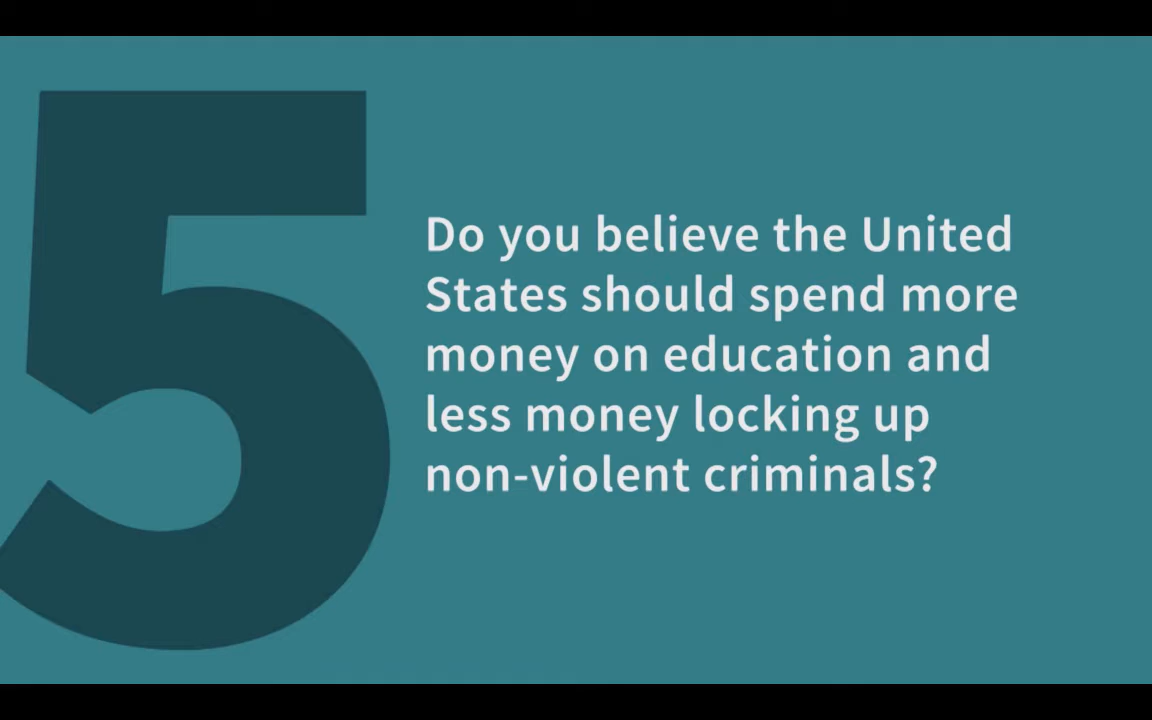 5
Do you believe the United
States should spend more
money on education and
less money locking up
non-violent criminals?